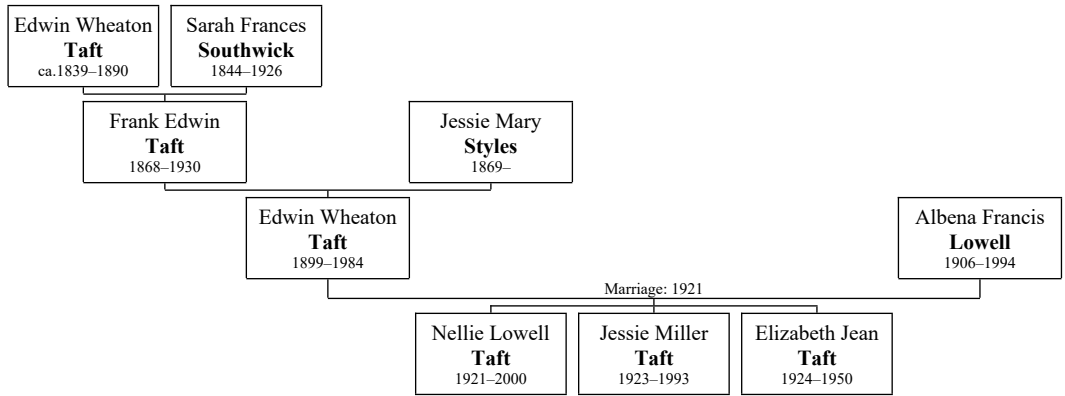 Edwin Wheaton
Taft
ca.1839–1890
Sarah Frances
Southwick
1844–1926
Frank Edwin
Taft
1868–1930
Jessie Mary
Styles
1869–
Edwin Wheaton
Taft
1899–1984
Albena Francis
Lowell
1906–1994
Marriage: 1921
Nellie Lowell
Taft
1921–2000
Jessie Miller
Taft
1923–1993
Elizabeth Jean
Taft
1924–1950